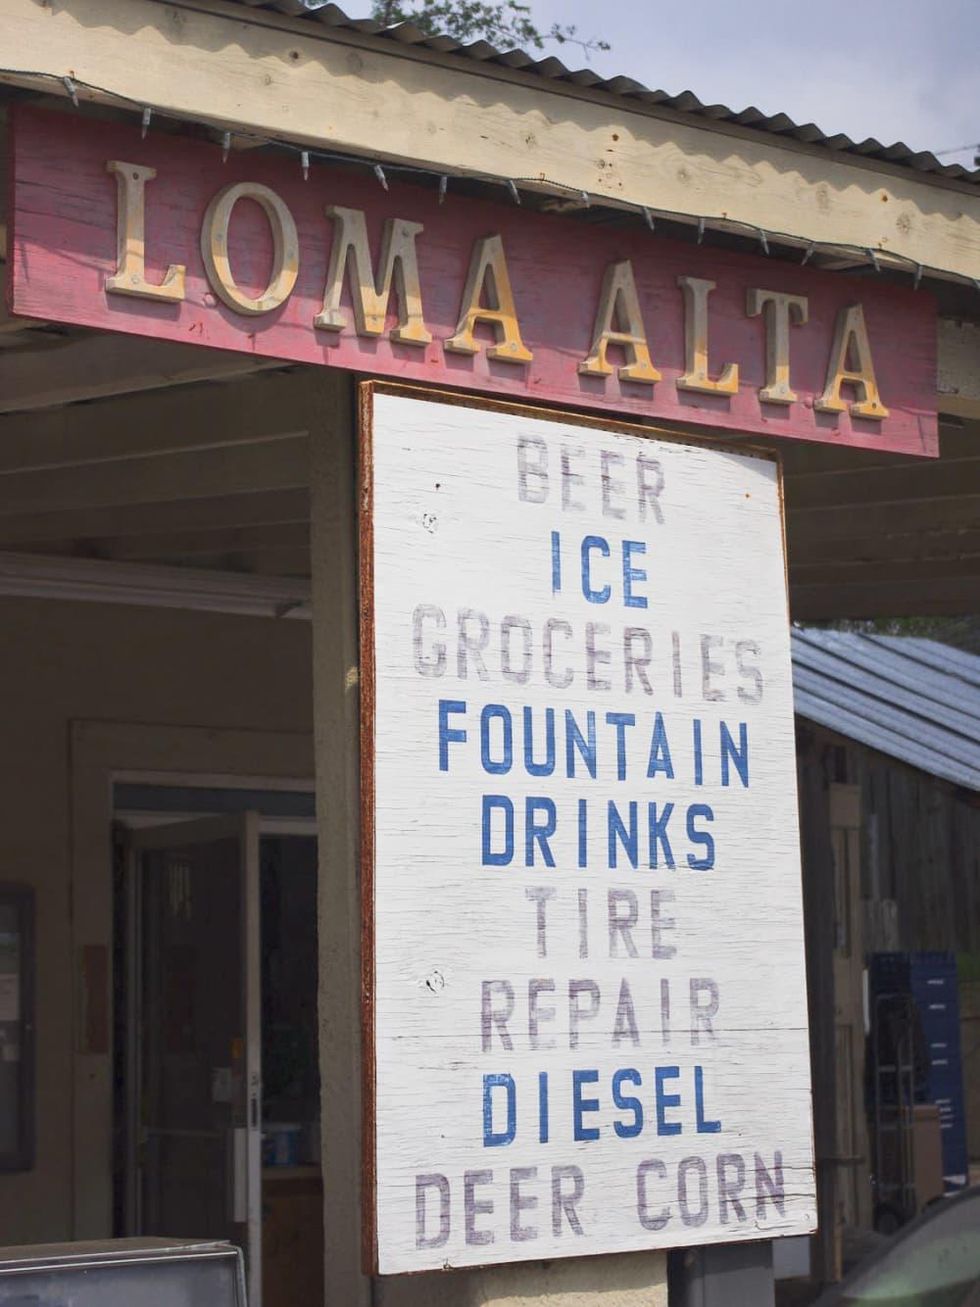 LOMA ALTA
BEER
ICE
GROCERIES
FOUNTAIN
DRINKS
TIRE
REPAIR
DIESEL
DEER CORN